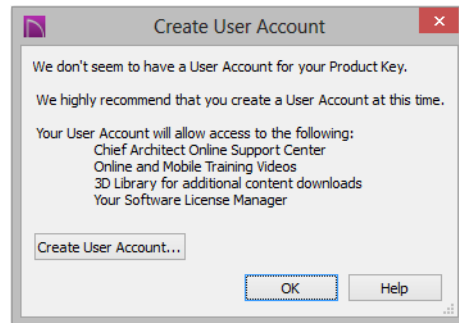 Create User Account
We don't seem to have a User Account for your Product Key.
We highly recommend that you create a User Account at this time.
Your User Account will allow access to the following:
Chief Architect Online Support Center
Online and Mobile Training Videos
3D Library for additional content downloads
Your Software License Manager
Create User Account...
OK Help